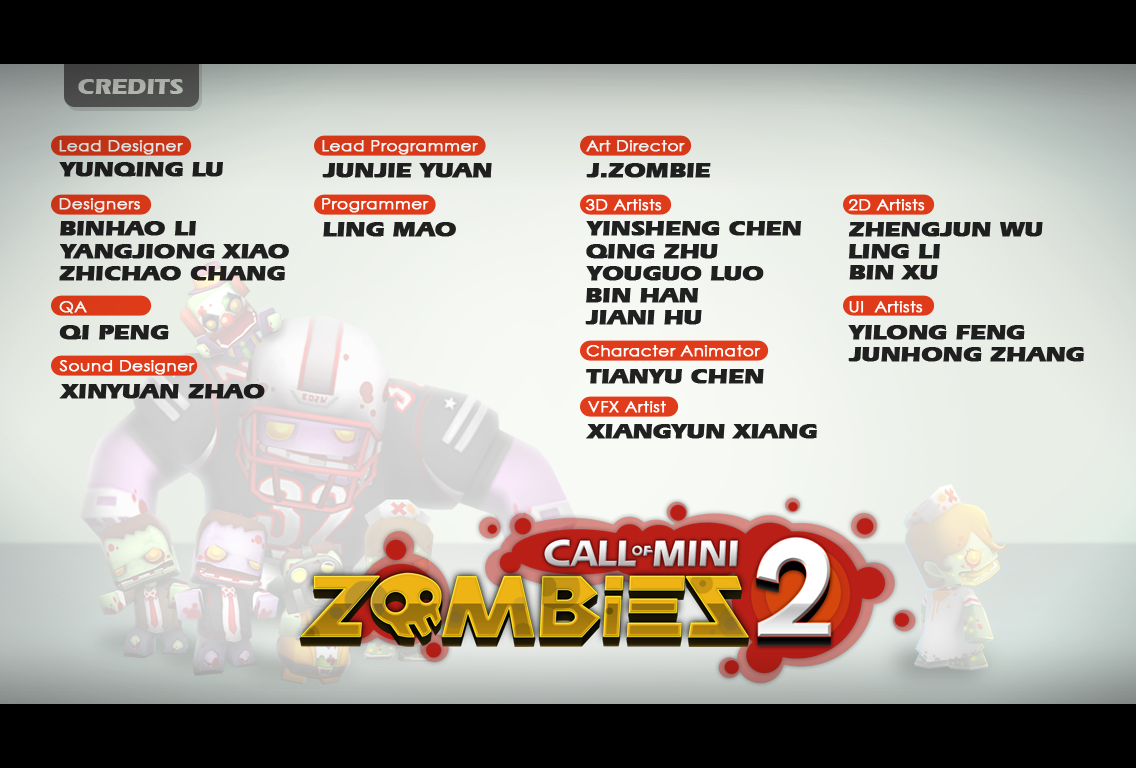 CREDITS
Lead Designer
YUNQING LU
Designers
BINHAO LI
YANGJIONG XIAO
ZHICHAO CHANG
QA
QI PENG
Sound Designer
XINYUAN ZHAO
Lead Programmer
JUNJIE YUAN
Programmer
LING MAO
Art Director
J.ZOMBIE
3D Artists
YINSHENG CHEN
QING ZHU
YOUGUO LUO
BIN HAN
JIANI HU
Character Animator
TIANYU CHEN
VFX Artist
XIANGYUN XIANG
2D Artists
ZHENGJUN WU
LING LI
BIN XU
UI Artists
YILONG FENG
JUNHONG ZHANG
CALL OF MINI
ZOMBIES 2